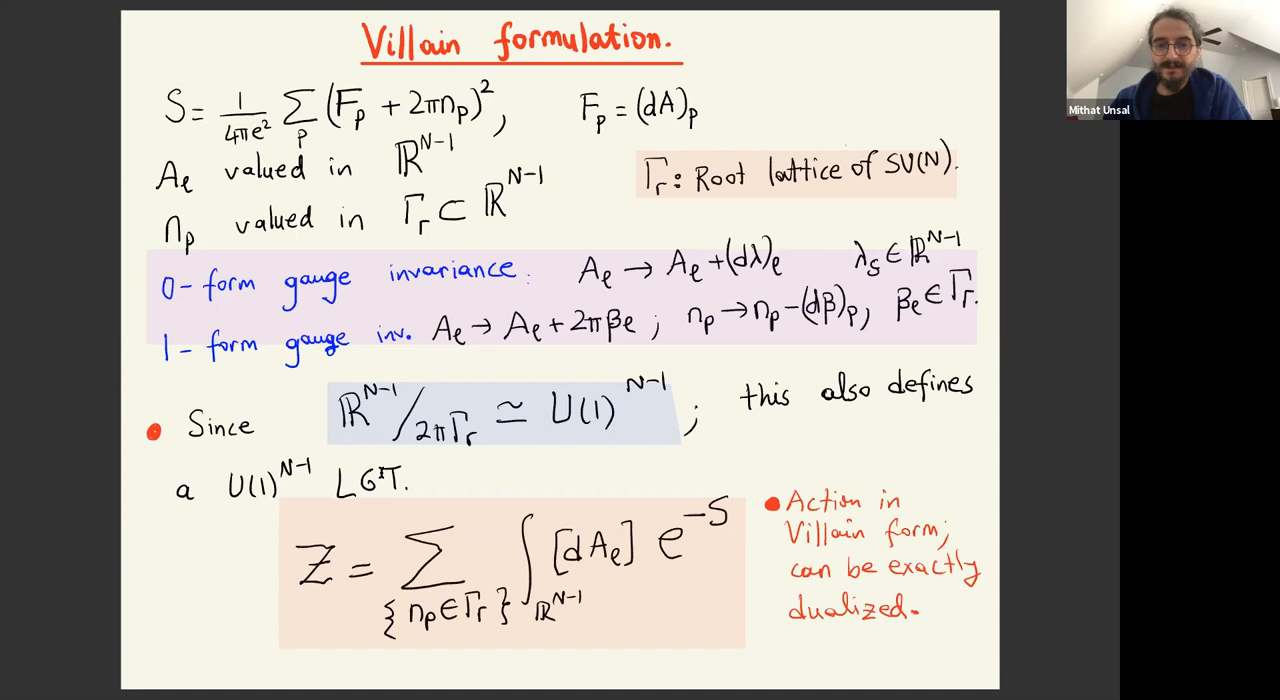 Villain formulation.
S = 1/4πe² Σ_p (F_p + 2πn_p)², F_p = (dA)_p
A_ℓ valued in ℝ^{N-1}
Γ_r : Root lattice of SU(N).
n_p valued in Γ_r ⊂ ℝ^{N-1}
0-form gauge invariance: A_ℓ → A_ℓ + (dλ)_ℓ λ_s ∈ ℝ^{N-1}
1-form gauge inv. A_ℓ → A_ℓ + 2πβ_ℓ ; n_p → n_p - (dβ)_p, β_ℓ ∈ Γ_r.
• Since ℝ^{N-1}/2πΓ_r ≃ U(1)^{N-1} ; this also defines
a U(1)^{N-1} LGT.
Z = Σ_{n_p ∈ Γ_r} ∫_{ℝ^{N-1}} [dA_ℓ] e^{-S}
• Action in
Villain form;
can be exactly
dualized.
Mithat Unsal